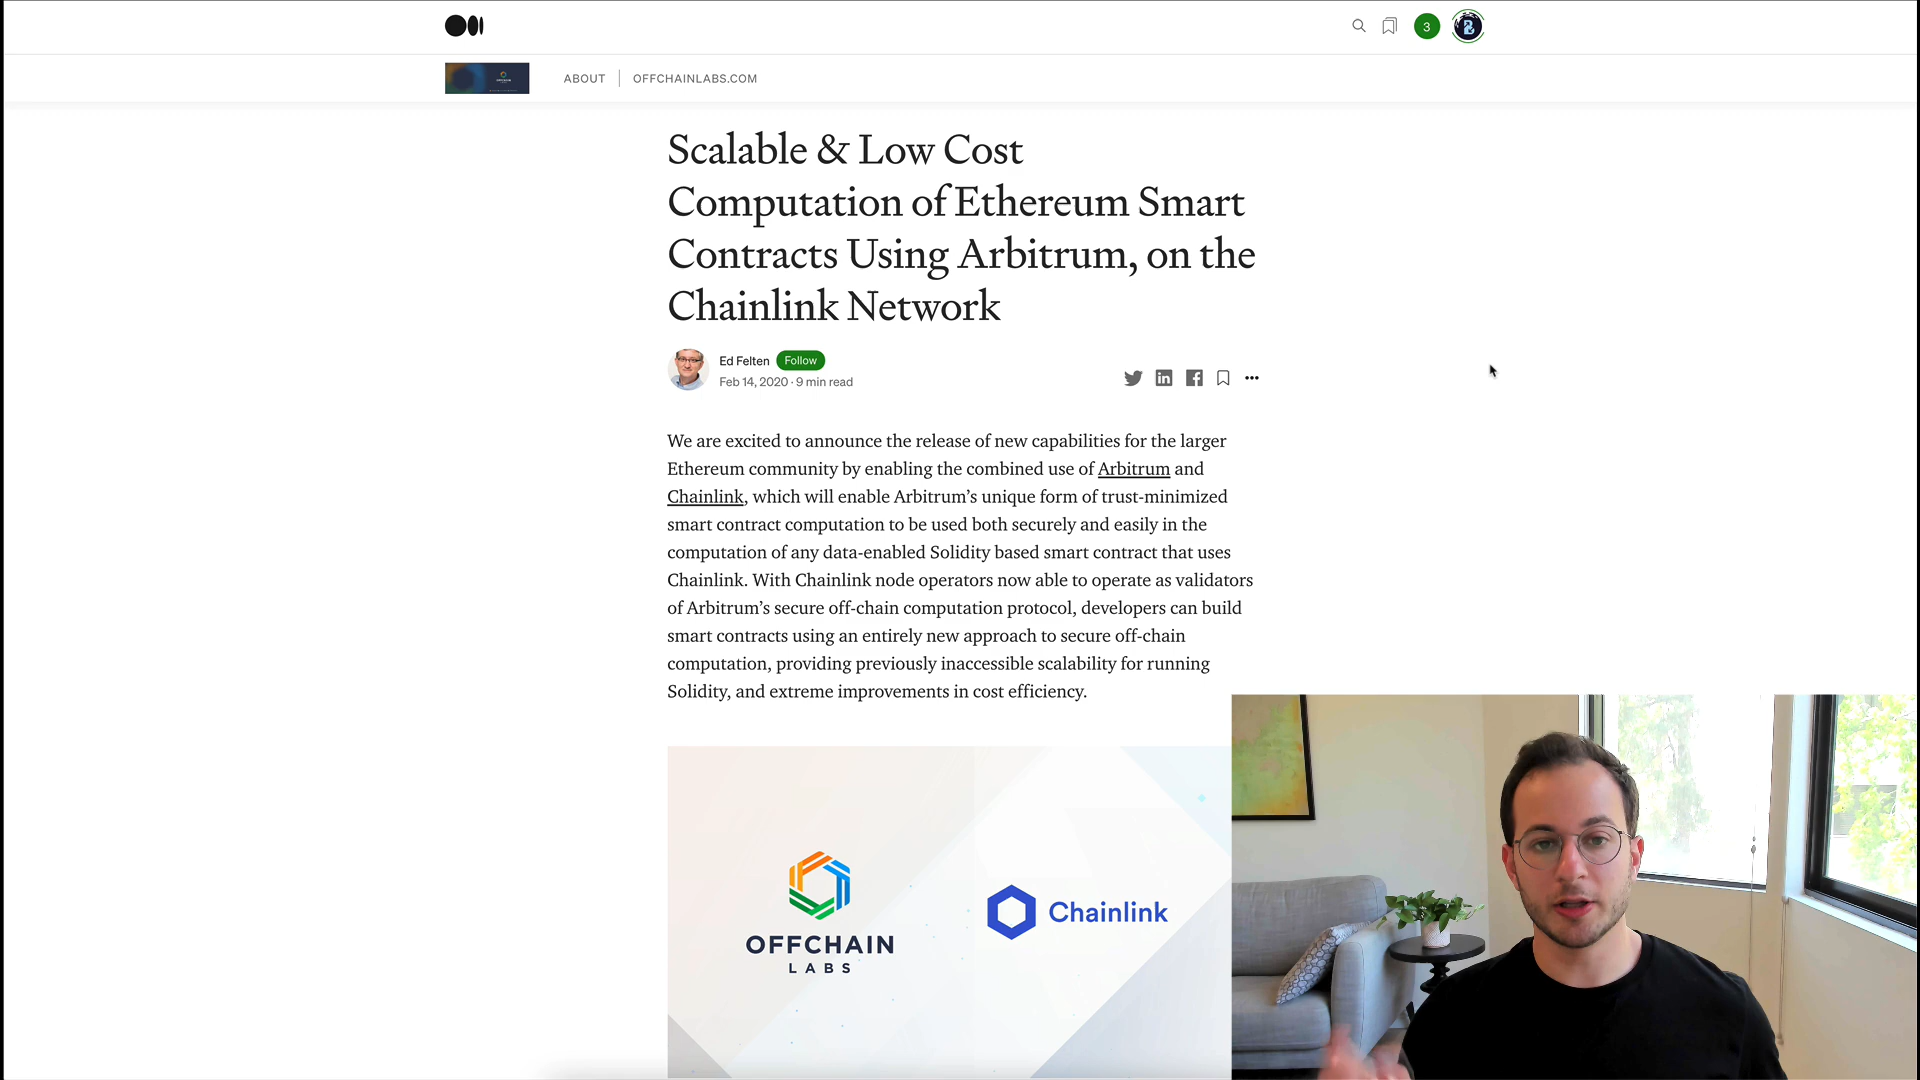 3
ABOUT
OFFCHAINLABS.COM
Scalable & Low Cost
Computation of Ethereum Smart
Contracts Using Arbitrum, on the
Chainlink Network
Ed Felten Follow
Feb 14, 2020 · 9 min read
We are excited to announce the release of new capabilities for the larger
Ethereum community by enabling the combined use of Arbitrum and
Chainlink, which will enable Arbitrum’s unique form of trust-minimized
smart contract computation to be used both securely and easily in the
computation of any data-enabled Solidity based smart contract that uses
Chainlink. With Chainlink node operators now able to operate as validators
of Arbitrum’s secure off-chain computation protocol, developers can build
smart contracts using an entirely new approach to secure off-chain
computation, providing previously inaccessible scalability for running
Solidity, and extreme improvements in cost efficiency.
OFFCHAIN
LABS
Chainlink